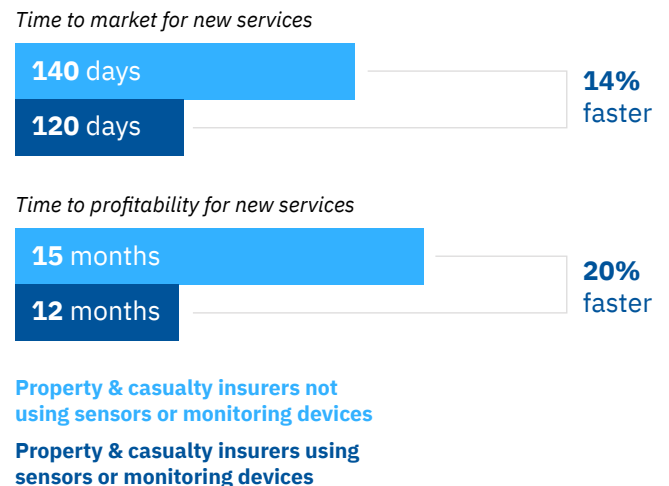 Time to market for new services
140 days
14%
faster
120 days
Time to profitability for new services
15 months
20%
faster
12 months
Property & casualty insurers not
using sensors or monitoring devices
Property & casualty insurers using
sensors or monitoring devices